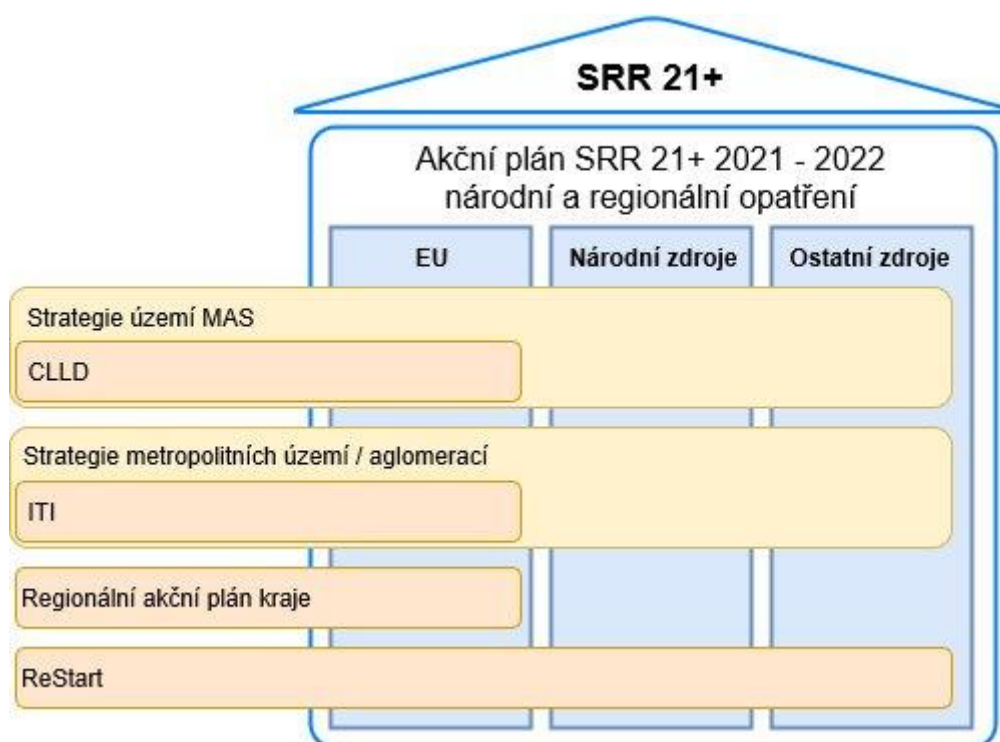 SRR 21+
Akční plán SRR 21+ 2021 - 2022
národní a regionální opatření
EU
Národní zdroje
Ostatní zdroje
Strategie území MAS
CLLD
Strategie metropolitních území / aglomerací
ITI
Regionální akční plán kraje
ReStart